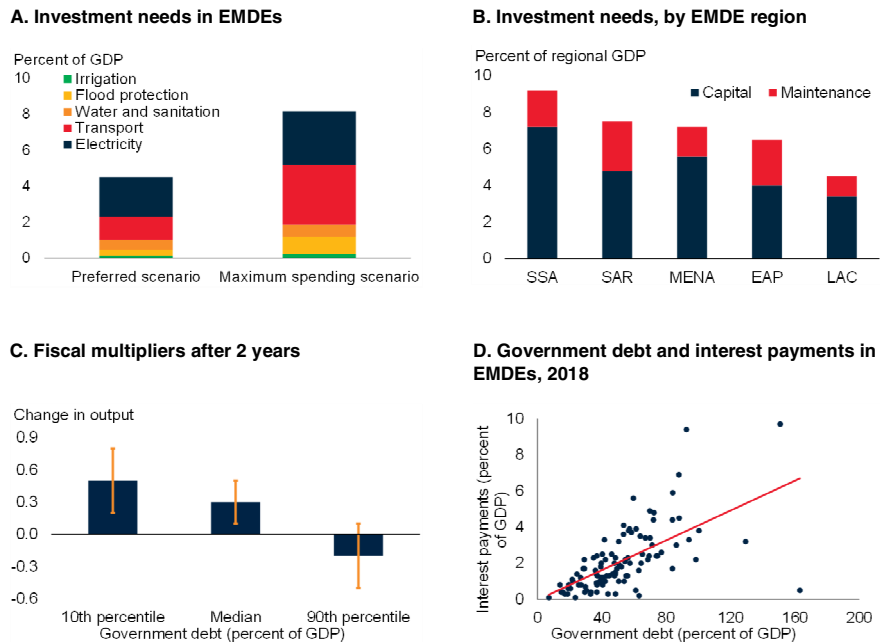 A. Investment needs in EMDEs
Percent of GDP
10
8
6
4
2
0
Irrigation
Flood protection
Water and sanitation
Transport
Electricity
Preferred scenario
Maximum spending scenario
B. Investment needs, by EMDE region
Percent of regional GDP
10
8
6
4
2
0
Capital
Maintenance
SSA
SAR
MENA
EAP
LAC
C. Fiscal multipliers after 2 years
Change in output
0.9
0.6
0.3
0.0
-0.3
-0.6
10th percentile
Median
90th percentile
Government debt (percent of GDP)
D. Government debt and interest payments in
EMDEs, 2018
Interest payments (percent
of GDP)
10
8
6
4
2
0
0
40
80
120
160
200
Government debt (percent of GDP)